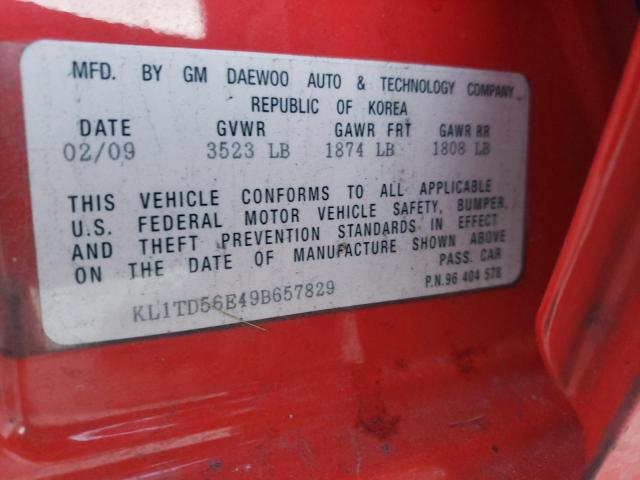 MFD. BY GM DAEWOO AUTO & TECHNOLOGY COMPANY
REPUBLIC OF KOREA
DATE GVWR GAWR FRT GAWR RR
02/09 3523 LB 1874 LB 1808 LB
THIS VEHICLE CONFORMS TO ALL APPLICABLE
U.S. FEDERAL MOTOR VEHICLE SAFETY, BUMPER,
AND THEFT PREVENTION STANDARDS IN EFFECT
ON THE DATE OF MANUFACTURE SHOWN ABOVE
PASS. CAR
KL1TD56E49B657829 P.N.96 404 578